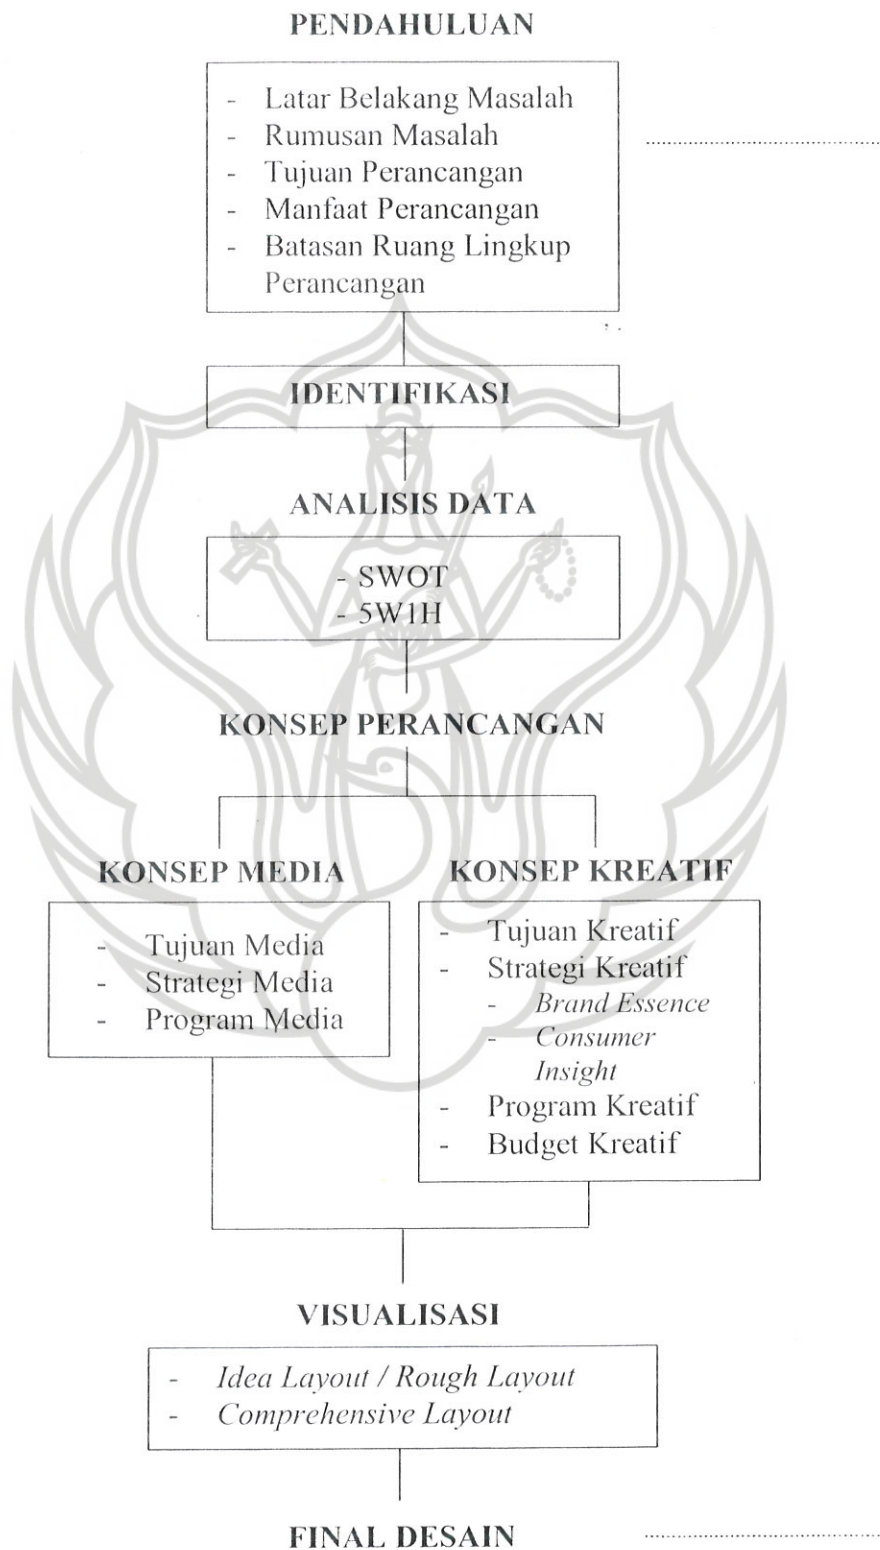 PENDAHULUAN
- Latar Belakang Masalah
- Rumusan Masalah
- Tujuan Perancangan
- Manfaat Perancangan
- Batasan Ruang Lingkup
Perancangan
IDENTIFIKASI
ANALISIS DATA
- SWOT
- 5W1H
KONSEP PERANCANGAN
KONSEP MEDIA
- Tujuan Media
- Strategi Media
- Program Media
KONSEP KREATIF
- Tujuan Kreatif
- Strategi Kreatif
- Brand Essence
- Consumer
Insight
- Program Kreatif
- Budget Kreatif
VISUALISASI
- Idea Layout / Rough Layout
- Comprehensive Layout
FINAL DESAIN